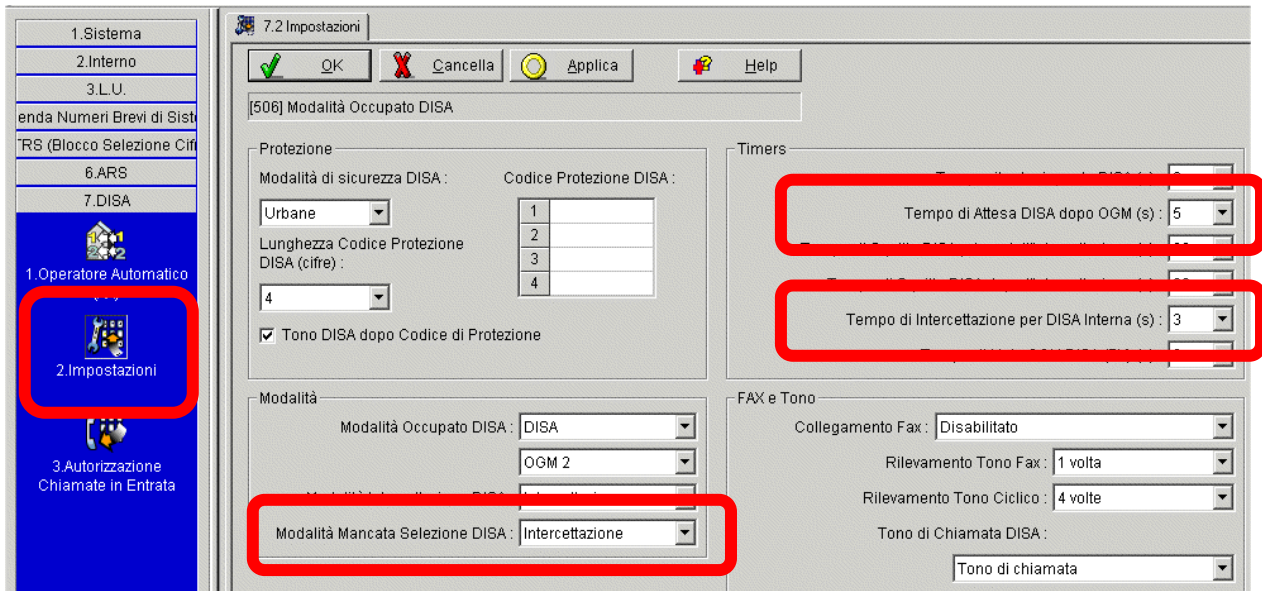 1.Sistema
2.Interno
3.L.U.
enda Numeri Brevi di Sist
RS (Blocco Selezione Cif
6.ARS
7.DISA
1.Operatore Automatico
2.Impostazioni
3.Autorizzazione
Chiamate in Entrata
7.2 Impostazioni
OK
Cancella
Applica
Help
[506] Modalità Occupato DISA
Protezione
Modalità di sicurezza DISA :
Urbane
Lunghezza Codice Protezione
DISA (cifre) :
4
Codice Protezione DISA :
1
2
3
4
Tono DISA dopo Codice di Protezione
Timers
Tempo di Attesa DISA dopo OGM (s) : 5
Tempo di Intercettazione per DISA Interna (s) : 3
Modalità
Modalità Occupato DISA : DISA
OGM 2
Modalità Mancata Selezione DISA : Intercettazione
FAX e Tono
Collegamento Fax : Disabilitato
Rilevamento Tono Fax : 1 volta
Rilevamento Tono Ciclico : 4 volte
Tono di Chiamata DISA :
Tono di chiamata